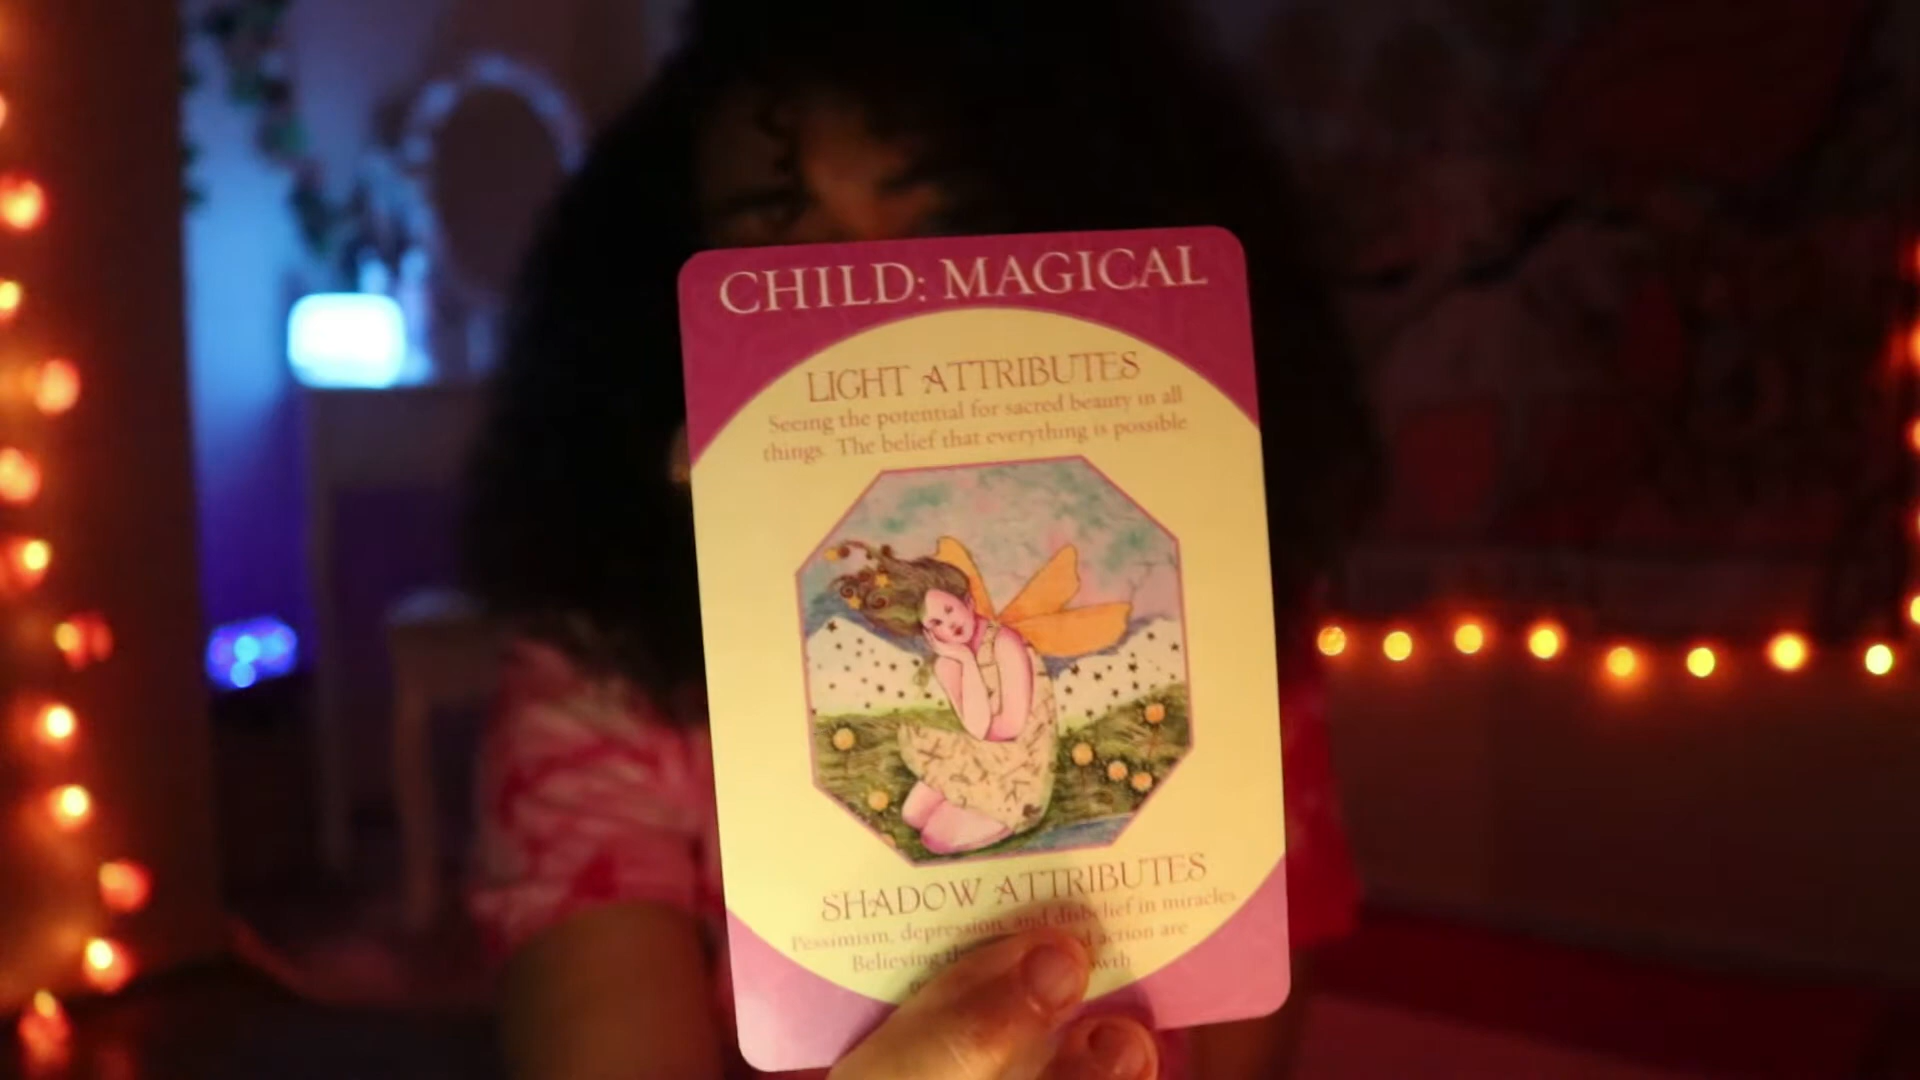 CHILD: MAGICAL
LIGHT ATTRIBUTES
Seeing the potential for sacred beauty in all
things. The belief that everything is possible
SHADOW ATTRIBUTES
Pessimism, depression, and disbelief in miracles
Believing action are